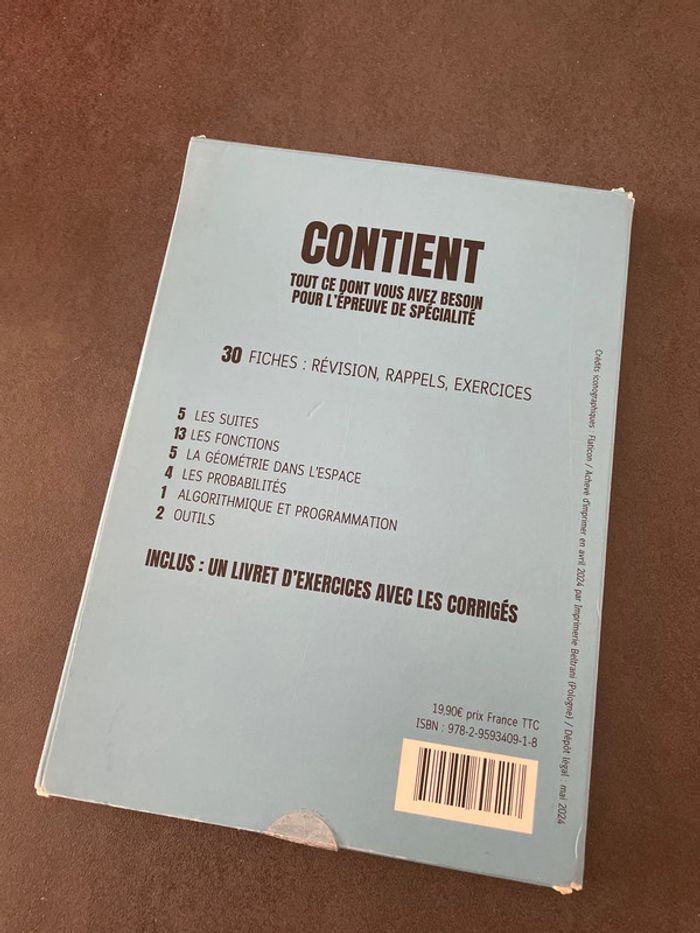 CONTIENT
TOUT CE DONT VOUS AVEZ BESOIN
POUR L'ÉPREUVE DE SPÉCIALITÉ
30 FICHES : RÉVISION, RAPPELS, EXERCICES
5 LES SUITES
13 LES FONCTIONS
5 LA GÉOMÉTRIE DANS L'ESPACE
4 LES PROBABILITÉS
1 ALGORITHMIQUE ET PROGRAMMATION
2 OUTILS
INCLUS : UN LIVRET D'EXERCICES AVEC LES CORRIGÉS
19,90€ prix France TTC
ISBN : 978-2-9593409-1-8
Crédits iconographiques : Flaticon / Achevé d'imprimer en avril 2024 par Imprimerie Beltrani (Pologne) / Dépôt légal : mai 2024